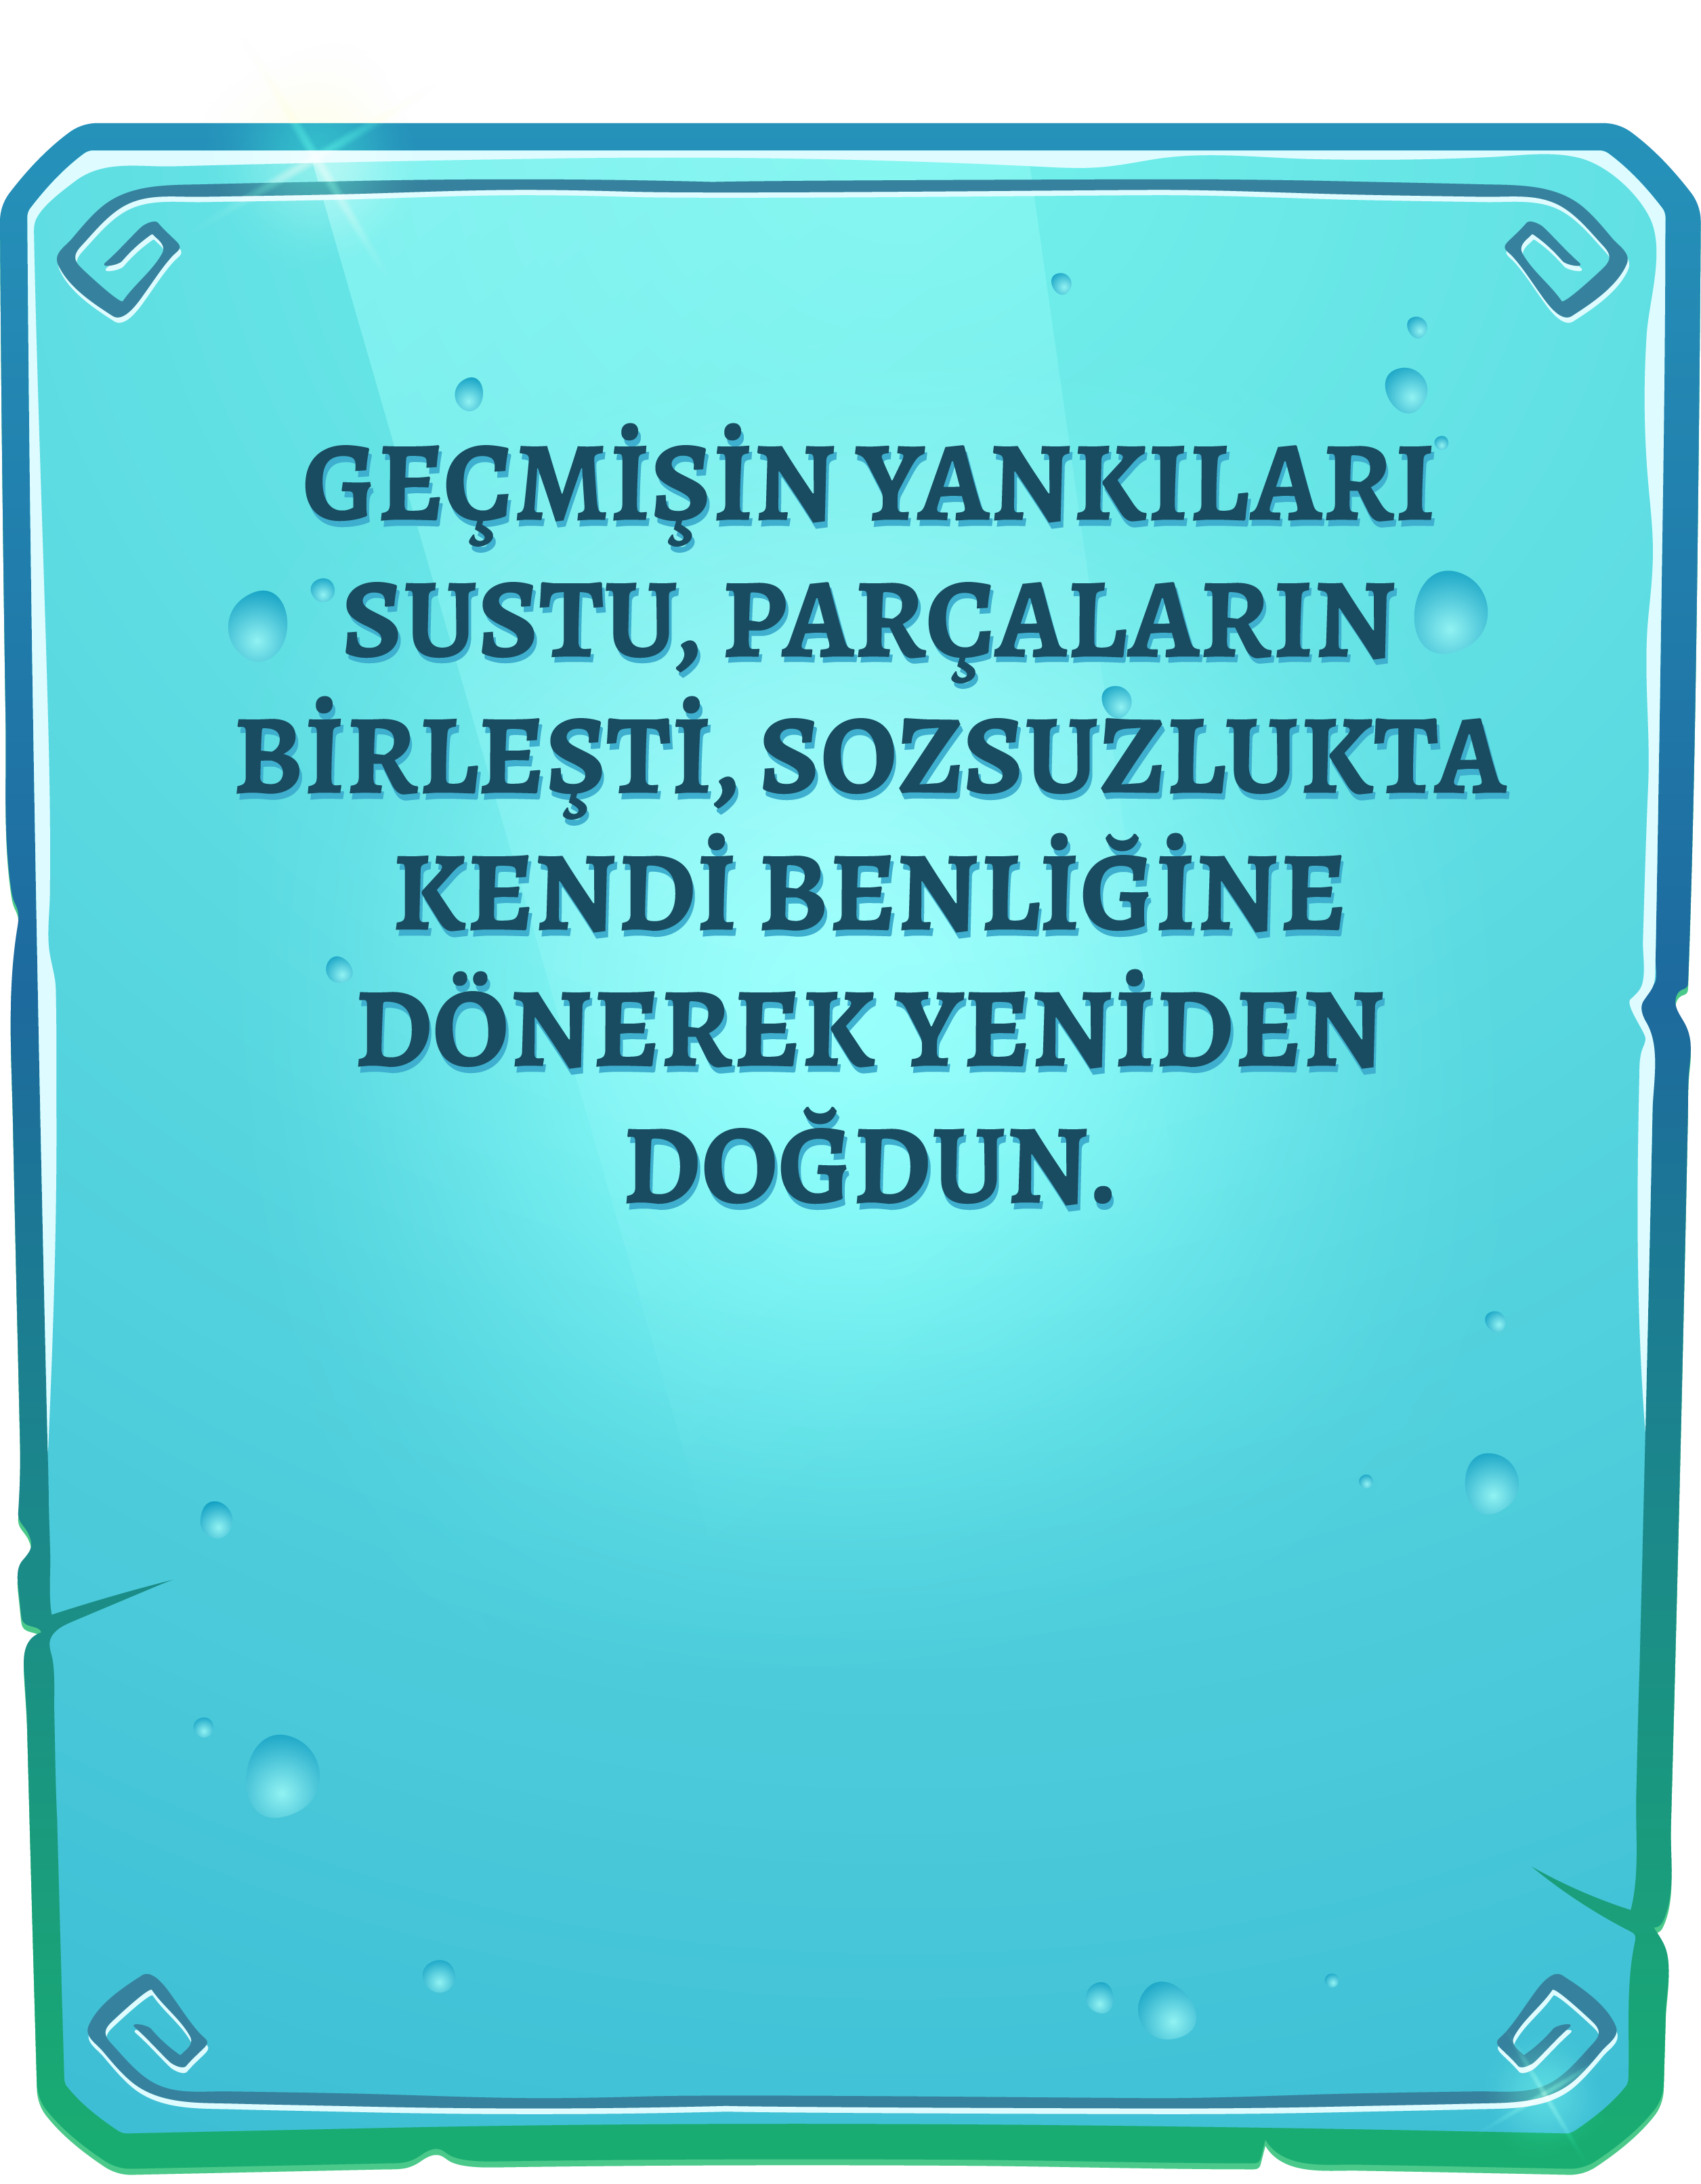 GEÇMİŞİN YANKILARI
SUSTU, PARÇALARIN
BİRLEŞTİ, SOZSUZLUKTA
KENDİ BENLİĞİNE
DÖNEREK YENİDEN
DOĞDUN.